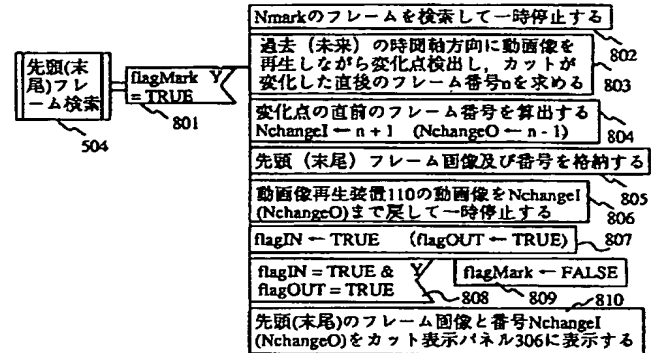 先頭(末
尾)フレ
ーム検索
504
flagMark Y
= TRUE
801
Nmarkのフレームを検索して一時停止する
802
過去（未来）の時間軸方向に動画像を
再生しながら変化点検出し，カットが
変化した直後のフレーム番号nを求める
803
変化点の直前のフレーム番号を算出する
NchangeI ← n + 1 (NchangeO ← n - 1)
804
先頭（末尾）フレーム画像及び番号を格納する
805
動画像再生装置110の動画像をNchangeI
(NchangeO)まで戻して一時停止する
806
flagIN ← TRUE (flagOUT ← TRUE)
807
flagIN = TRUE & Y
flagOUT = TRUE
808
flagMark ← FALSE
809
810
先頭(末尾)のフレーム画像と番号NchangeI
(NchangeO)をカット表示パネル306に表示する